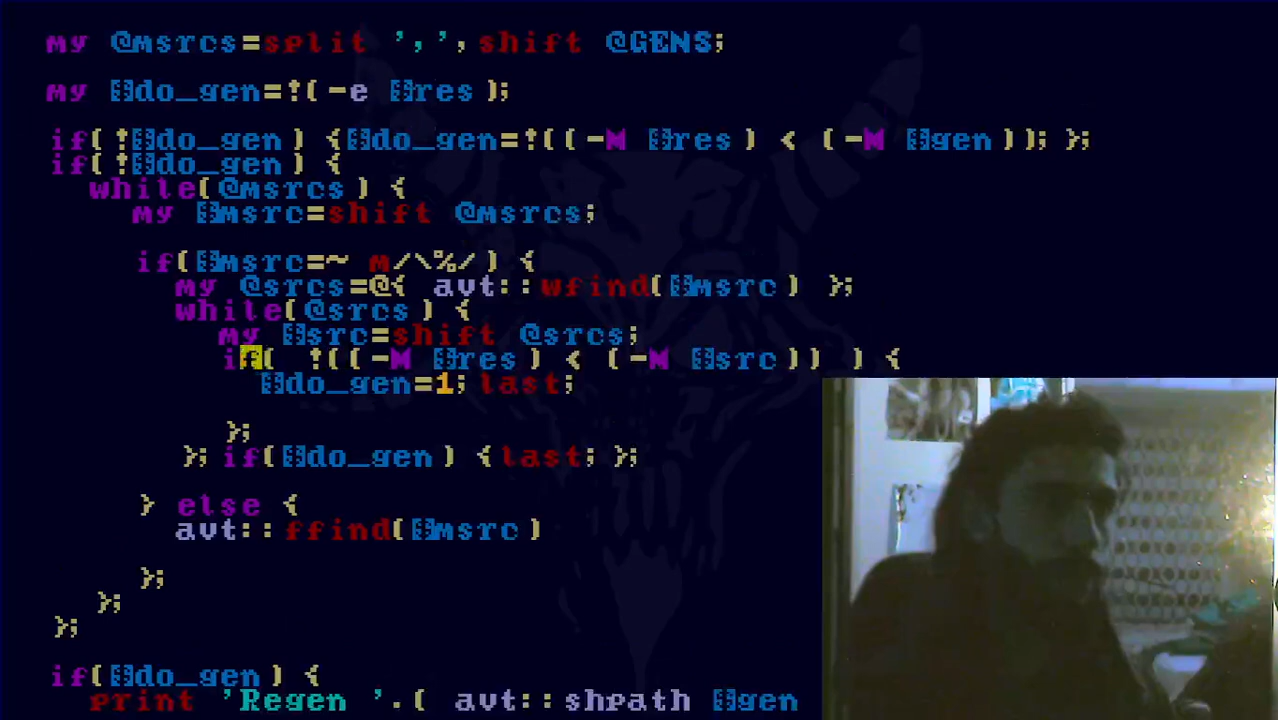 my @msrcs=split ',',shift @GENS;
my $do_gen=!(-e $res );
if( !$do_gen ) {$do_gen=!((-M $res ) < (-M $gen )); };
if( !$do_gen ) {
while( @msrcs ) {
my $msrc=shift @msrcs;
if( $msrc=~ m/\%/ ) {
my @srcs=@{ avt::wfind( $msrc ) };
while( @srcs ) {
my $src=shift @srcs;
if( !((-M $res ) < (-M $src )) ) {
$do_gen=1; last;
};
}; if( $do_gen ) { last; };
} else {
avt::ffind( $msrc )
};
};
};
if( $do_gen ) {
print 'Regen '.( avt::shpath $gen